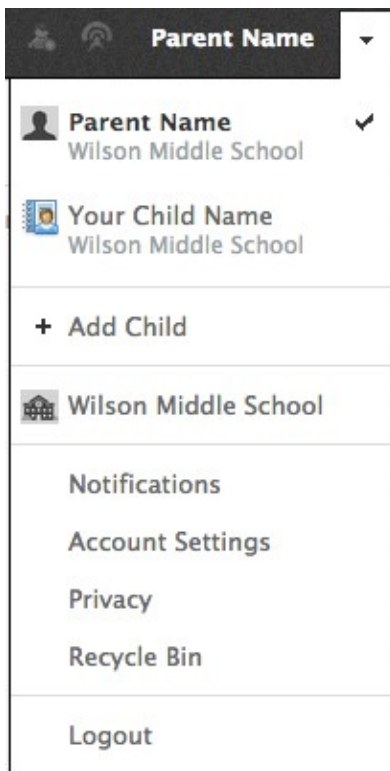 Parent Name
Parent Name
Wilson Middle School
Your Child Name
Wilson Middle School
+ Add Child
Wilson Middle School
Notifications
Account Settings
Privacy
Recycle Bin
Logout